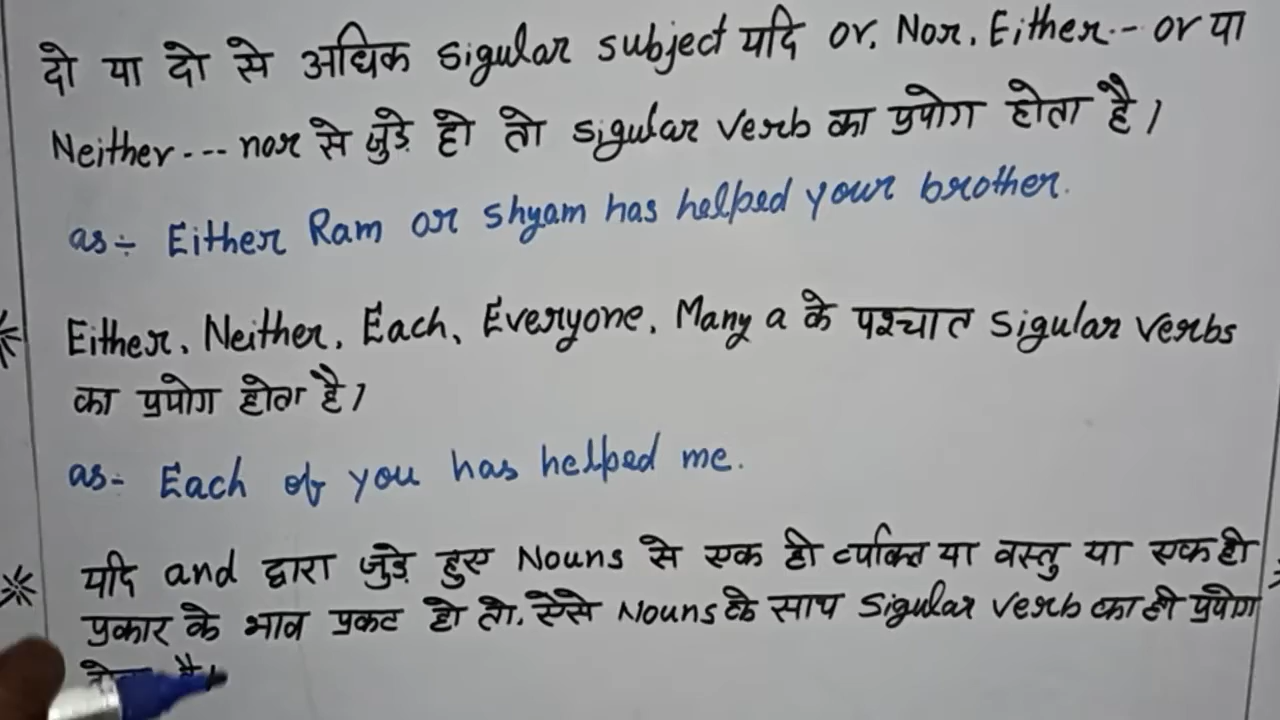 दो या दो से अधिक sigular subject यदि or, Nor, Either.-- or या
Neither --- nor से जुड़े हो तो sigular verb का प्रयोग होता है।
as÷ Either Ram or Shyam has helped your brother.
Either, Neither, Each, Everyone, Many a के पश्चात sigular verbs
का प्रयोग होता है।
as- Each of you has helped me.
यदि and द्वारा जुड़े हुए Nouns से एक ही व्यक्ति या वस्तु या एक ही
प्रकार के भाव प्रकट हो तो, ऐसे Nouns के साथ sigular verb का ही प्रयोग
है।